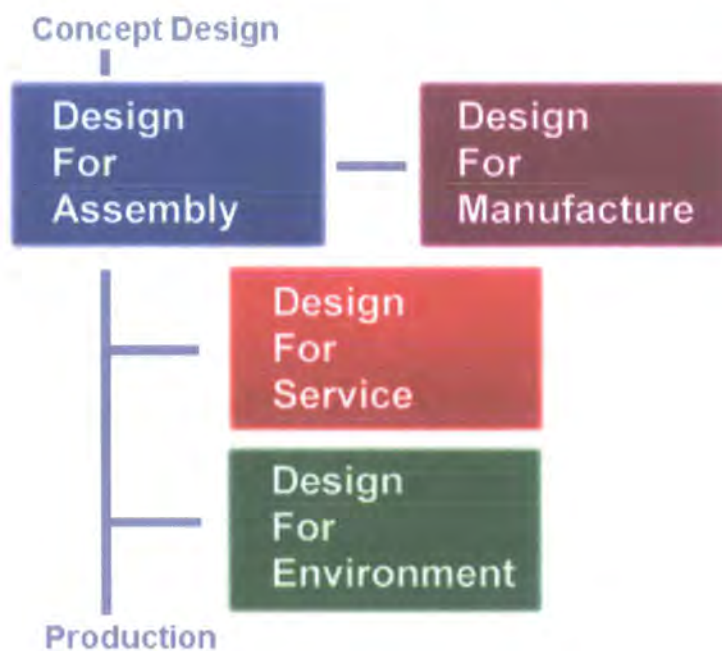 Concept Design
Design
For
Assembly
Design
For
Manufacture
Design
For
Service
Design
For
Environment
Production